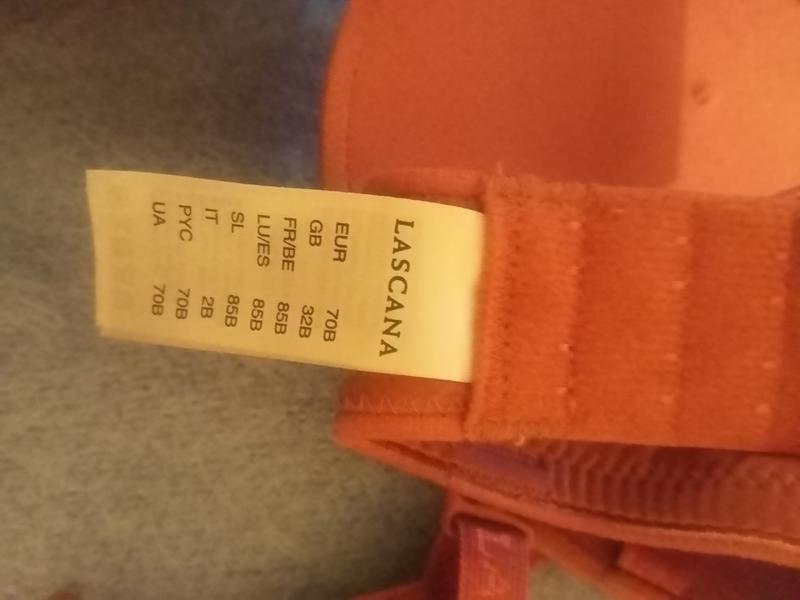 LASCANA
EUR 70B
GB 32B
FR/BE 85B
LU/ES 85B
SL 85B
IT 2B
PYC 70B
UA 70B